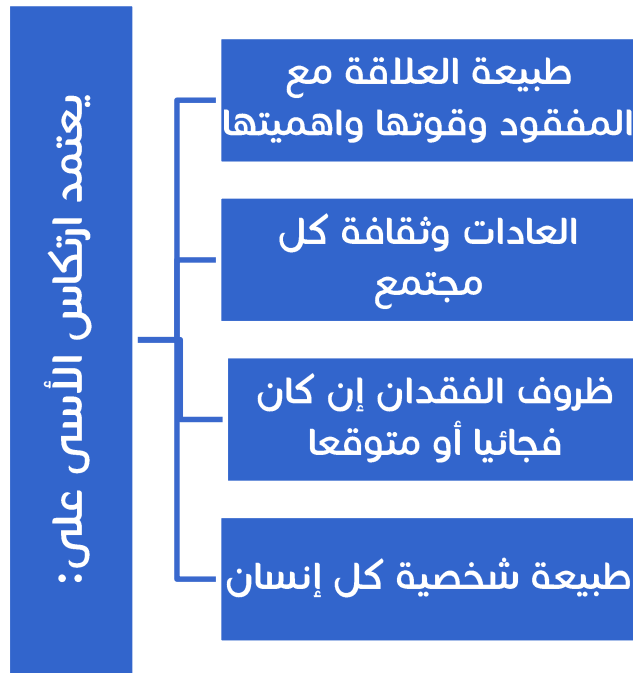 يعتمد ارتكاس الأسى على:
طبيعة العلاقة مع
المفقود وقوتها واهميتها
العادات وثقافة كل
مجتمع
ظروف الفقدان إن كان
فجائيا أو متوقعا
طبيعة شخصية كل إنسان